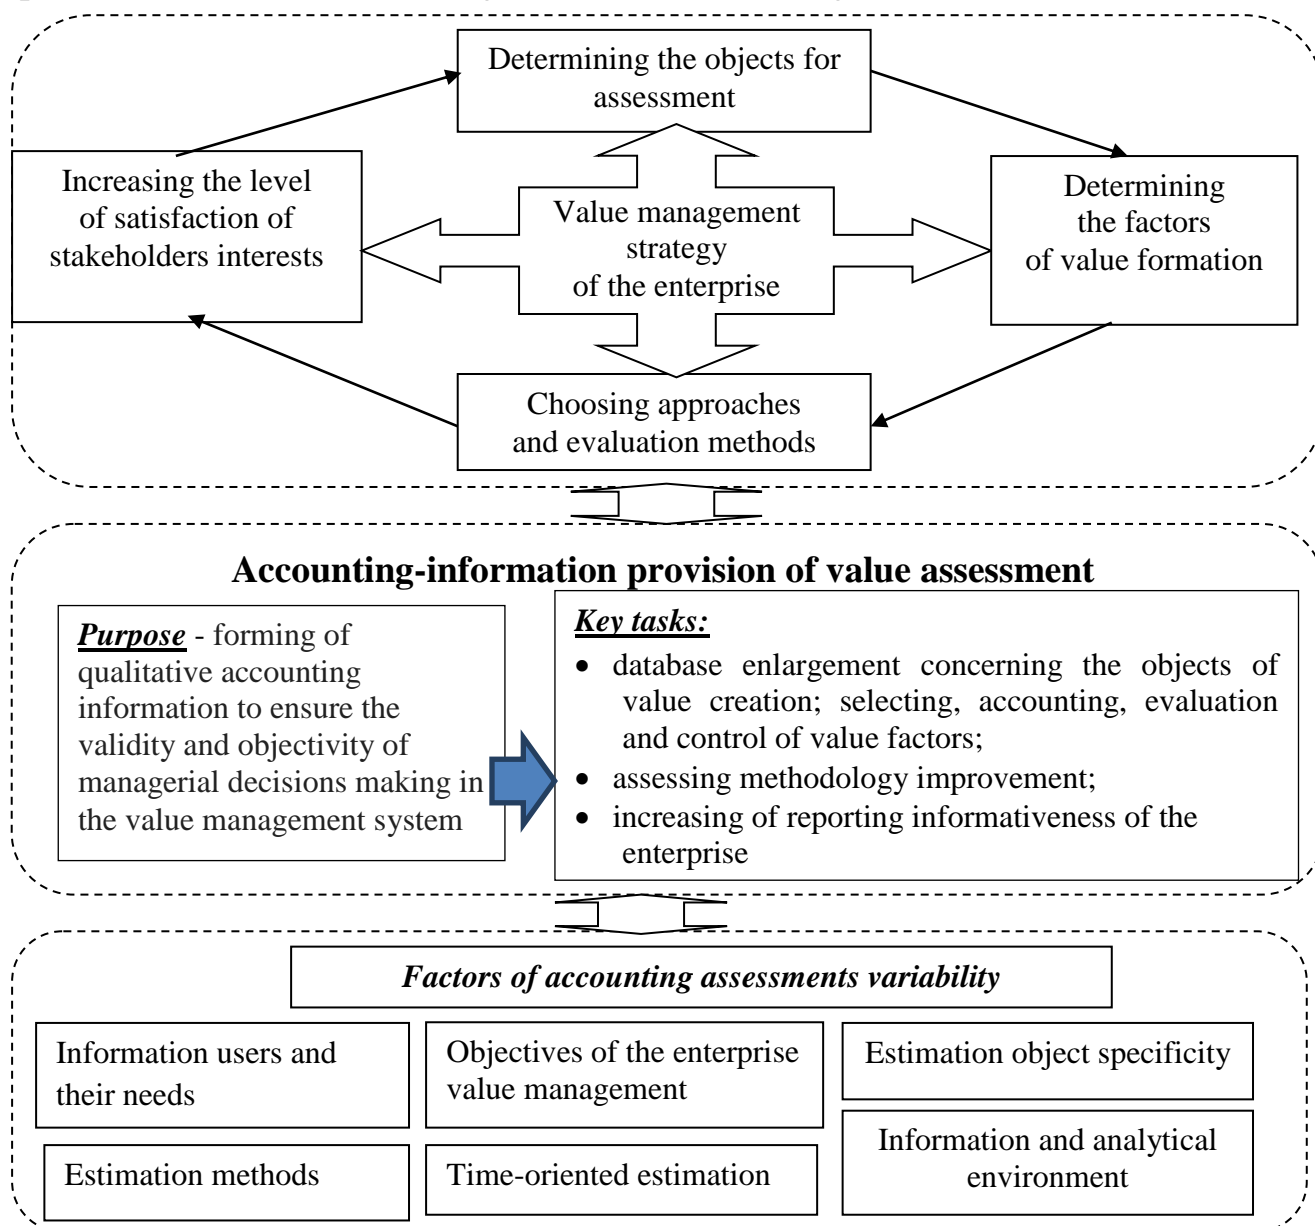 Determining the objects for
assessment
Increasing the level
of satisfaction of
stakeholders interests
Value management
strategy
of the enterprise
Determining
the factors
of value formation
Choosing approaches
and evaluation methods
Accounting-information provision of value assessment
Purpose - forming of
qualitative accounting
information to ensure the
validity and objectivity of
managerial decisions making in
the value management system
Key tasks:
• database enlargement concerning the objects of
value creation; selecting, accounting, evaluation
and control of value factors;
• assessing methodology improvement;
• increasing of reporting informativeness of the
enterprise
Factors of accounting assessments variability
Information users and
their needs
Objectives of the enterprise
value management
Estimation object specificity
Estimation methods
Time-oriented estimation
Information and analytical
environment